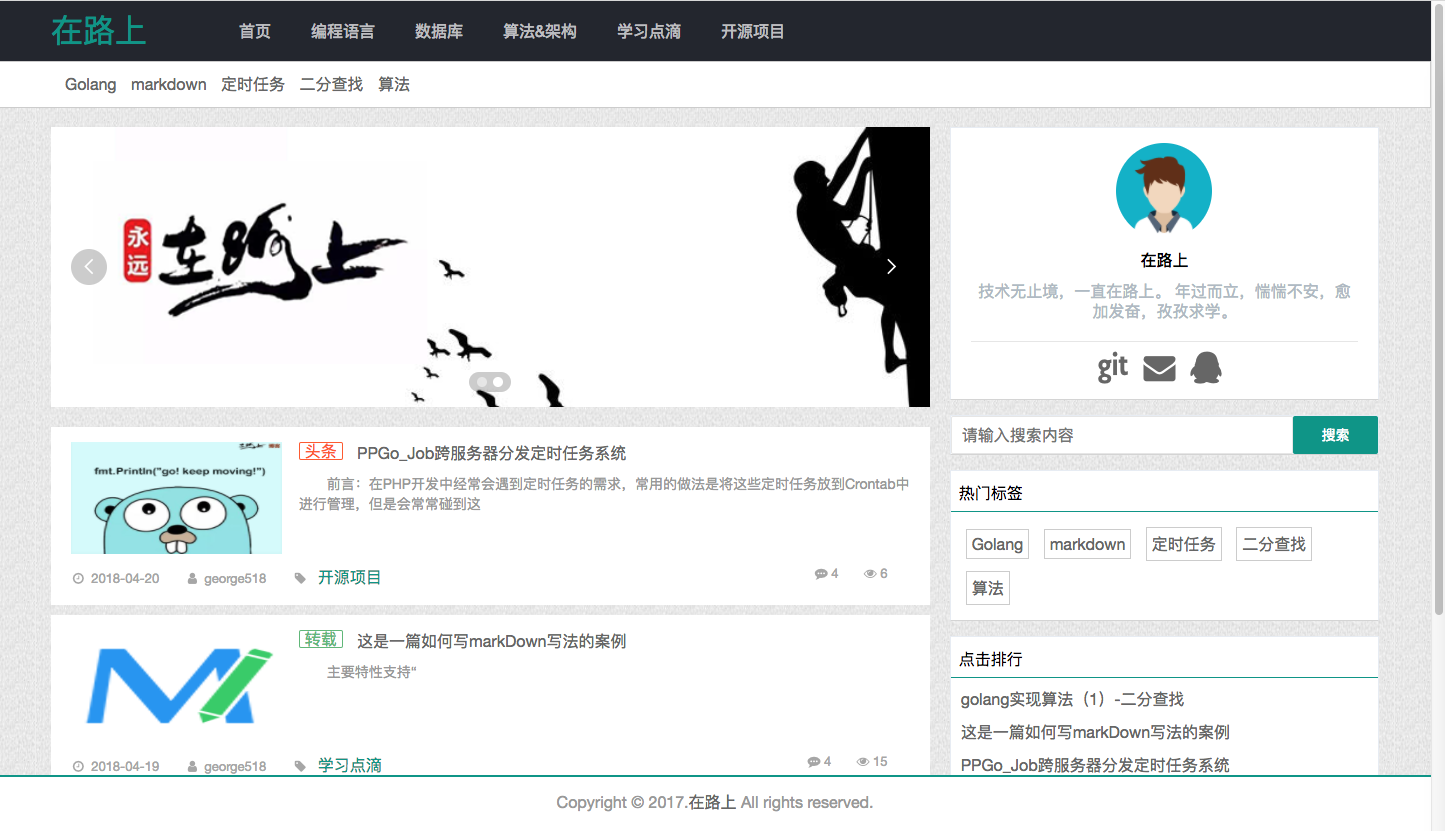 在路上 首页 编程语言 数据库 算法&架构 学习点滴 开源项目
Golang markdown 定时任务 二分查找 算法
永远
在路上
在路上
技术无止境，一直在路上。 年过而立，惴惴不安，愈
加发奋，孜孜求学。
git
请输入搜索内容 搜索
热门标签
Golang markdown 定时任务 二分查找
算法
点击排行
golang实现算法（1）-二分查找
这是一篇如何写markDown写法的案例
PPGo_Job跨服务器分发定时任务系统
fmt.Println("go! keep moving!")
头条 PPGo_Job跨服务器分发定时任务系统
前言：在PHP开发中经常会遇到定时任务的需求，常用的做法是将这些定时任务放到Crontab中
进行管理，但是会常常碰到这
2018-04-20 george518 开源项目 4 6
转载 这是一篇如何写markDown写法的案例
主要特性支持“
2018-04-19 george518 学习点滴 4 15
Copyright © 2017.在路上 All rights reserved.